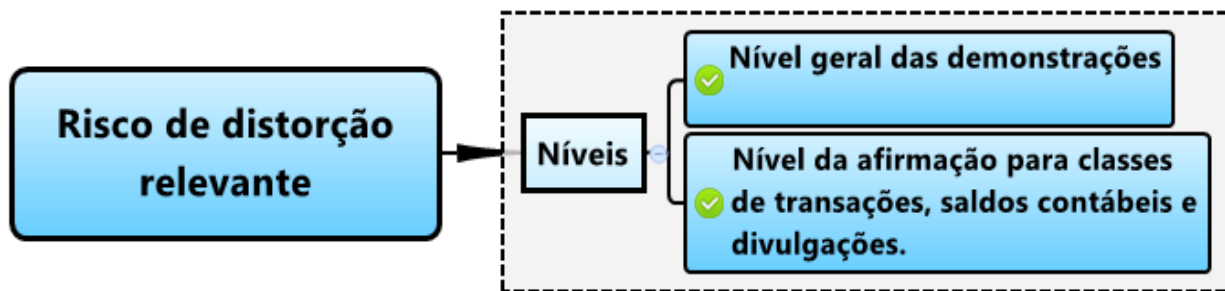 Risco de distorção
relevante
Níveis
Nível geral das demonstrações
Nível da afirmação para classes
de transações, saldos contábeis e
divulgações.